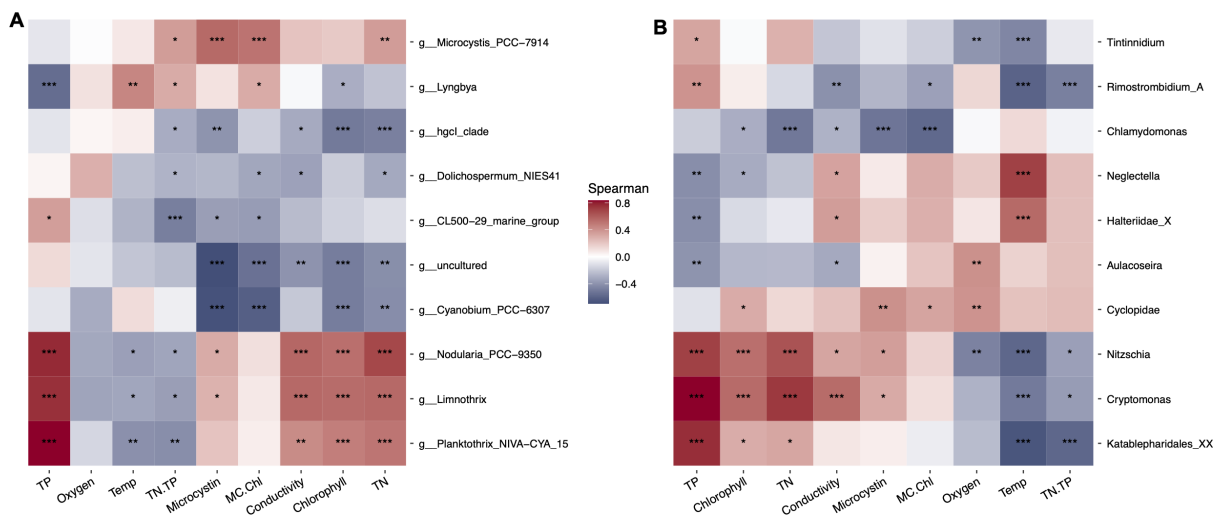 A
* *** *** **
g__Microcystis_PCC-7914
*** ** * * *
g__Lyngbya
* ** * *** ***
g__hgcI_clade
* * * *
g__Dolichospermum_NIES41
* *** * *
g__CL500-29_marine_group
*** *** ** *** **
g__uncultured
*** *** *** **
g__Cyanobium_PCC-6307
*** * * * *** *** ***
g__Nodularia_PCC-9350
*** * * * *** *** ***
g__Limnothrix
*** ** ** ** *** ***
g__Planktothrix_NIVA-CYA_15
TP Oxygen Temp TN.TP Microcystin MC.Chl Conductivity Chlorophyll TN
Spearman
0.8
0.4
0.0
−0.4
B
* ** ***
Tintinnidium
** ** * *** ***
Rimostrombidium_A
* *** * *** ***
Chlamydomonas
** * * ***
Neglectella
** * ***
Halteriidae_X
** * **
Aulacoseira
* ** * **
Cyclopidae
*** *** *** * * ** *** *
Nitzschia
*** *** *** *** * *** *
Cryptomonas
*** * * *** ***
Katablepharidales_XX
TP Chlorophyll TN Conductivity Microcystin MC.Chl Oxygen Temp TN.TP